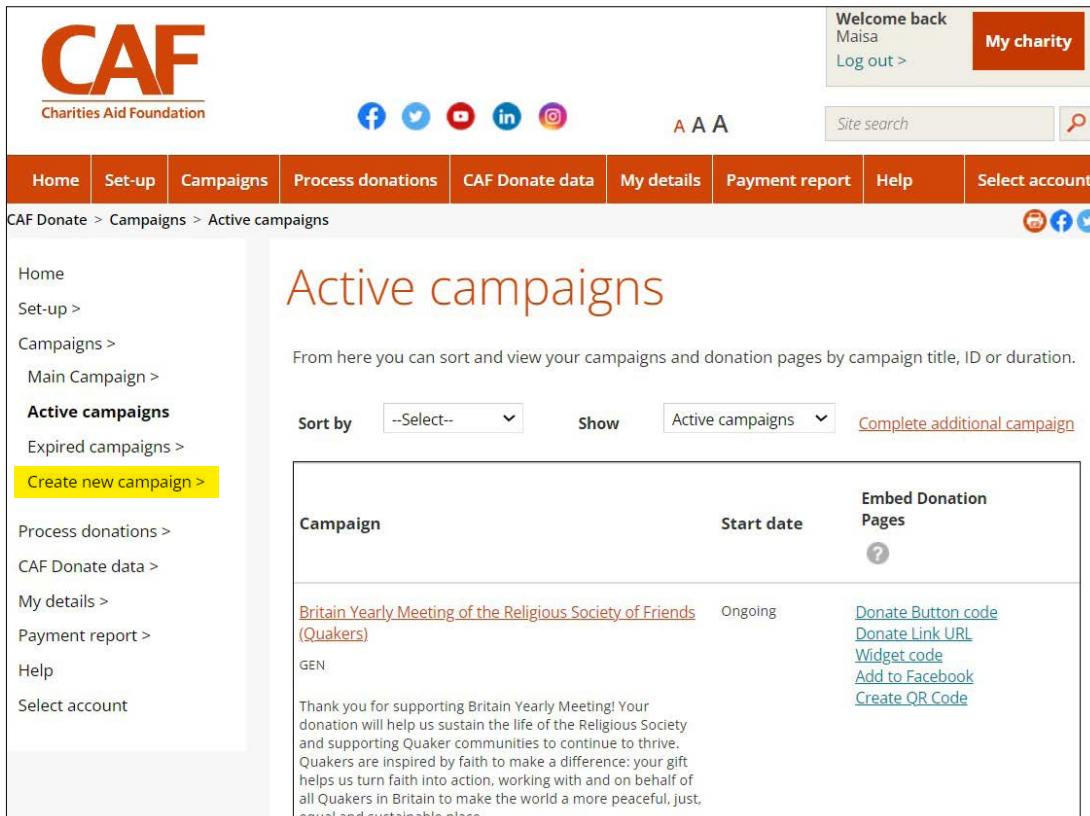 CAF
Charities Aid Foundation
Welcome back
Maisa
Log out >
My charity
in
A A A
Site search
Home Set-up Campaigns Process donations CAF Donate data My details Payment report Help Select account
CAF Donate > Campaigns > Active campaigns
Home
Set-up >
Campaigns >
Main Campaign >
Active campaigns
Expired campaigns >
Create new campaign >
Process donations >
CAF Donate data >
My details >
Payment report >
Help
Select account
Active campaigns
From here you can sort and view your campaigns and donation pages by campaign title, ID or duration.
Sort by --Select-- Show Active campaigns Complete additional campaign
Campaign Start date Embed Donation
Pages
?
Britain Yearly Meeting of the Religious Society of Friends
(Quakers)
GEN
Thank you for supporting Britain Yearly Meeting! Your
donation will help us sustain the life of the Religious Society
and supporting Quaker communities to continue to thrive.
Quakers are inspired by faith to make a difference: your gift
helps us turn faith into action, working with and on behalf of
all Quakers in Britain to make the world a more peaceful, just,
equal and sustainable place.
Ongoing
Donate Button code
Donate Link URL
Widget code
Add to Facebook
Create QR Code